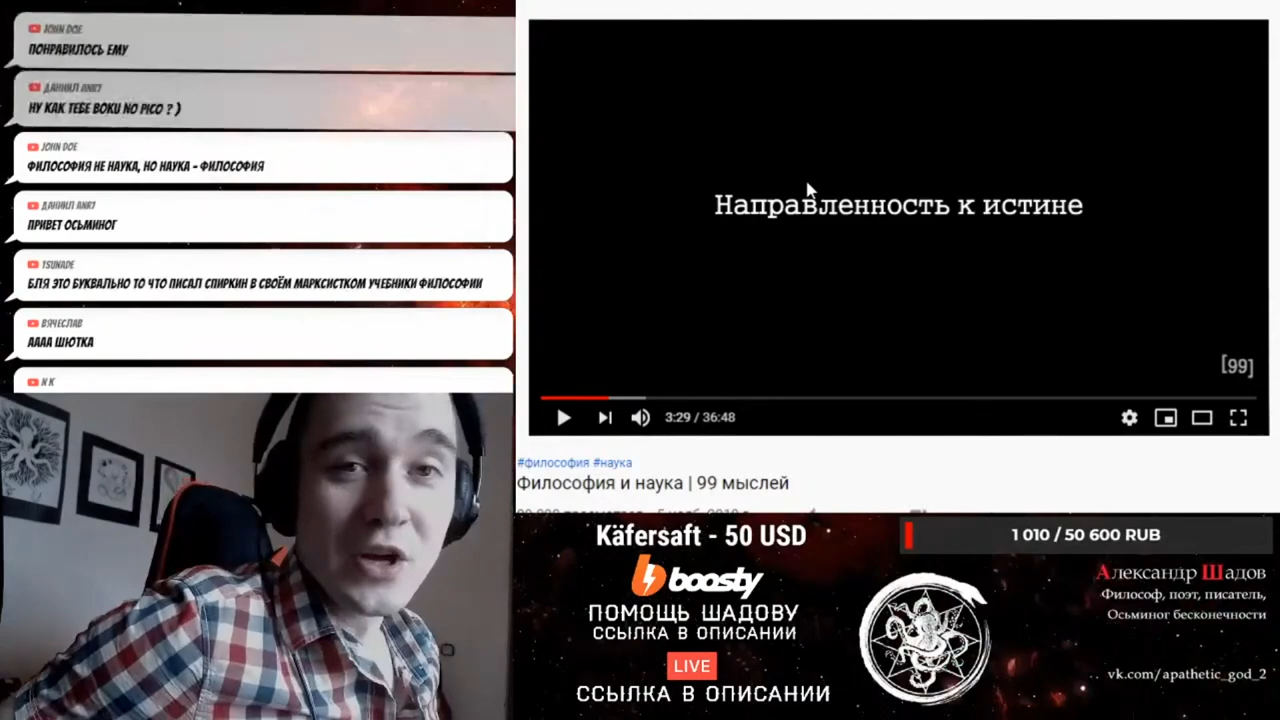 JOHN DOE
ПОНРАВИЛОСЬ ЕМУ
ДАНИИЛ ANRY
НУ КАК ТЕБЕ BOKU NO PICO ? )
JOHN DOE
ФИЛОСОФИЯ НЕ НАУКА, НО НАУКА - ФИЛОСОФИЯ
ДАНИИЛ ANRY
ПРИВЕТ ОСЬМИНОГ
TSUNADE
БЛЯ ЭТО БУКВАЛЬНО ТО ЧТО ПИСАЛ СПИРКИН В СВОЁМ МАРКСИСТКОМ УЧЕБНИКИ ФИЛОСОФИИ
ВЯЧЕСЛАВ
АААА ШЮТКА
N K
Направленность к истине
[99]
3:29 / 36:48
#философия #наука
Философия и наука | 99 мыслей
Käfersaft - 50 USD
boosty
ПОМОЩЬ ШАДОВУ
ССЫЛКА В ОПИСАНИИ
LIVE
ССЫЛКА В ОПИСАНИИ
1 010 / 50 600 RUB
Александр Шадов
Философ, поэт, писатель,
Осьминог бесконечности
vk.com/apathetic_god_2